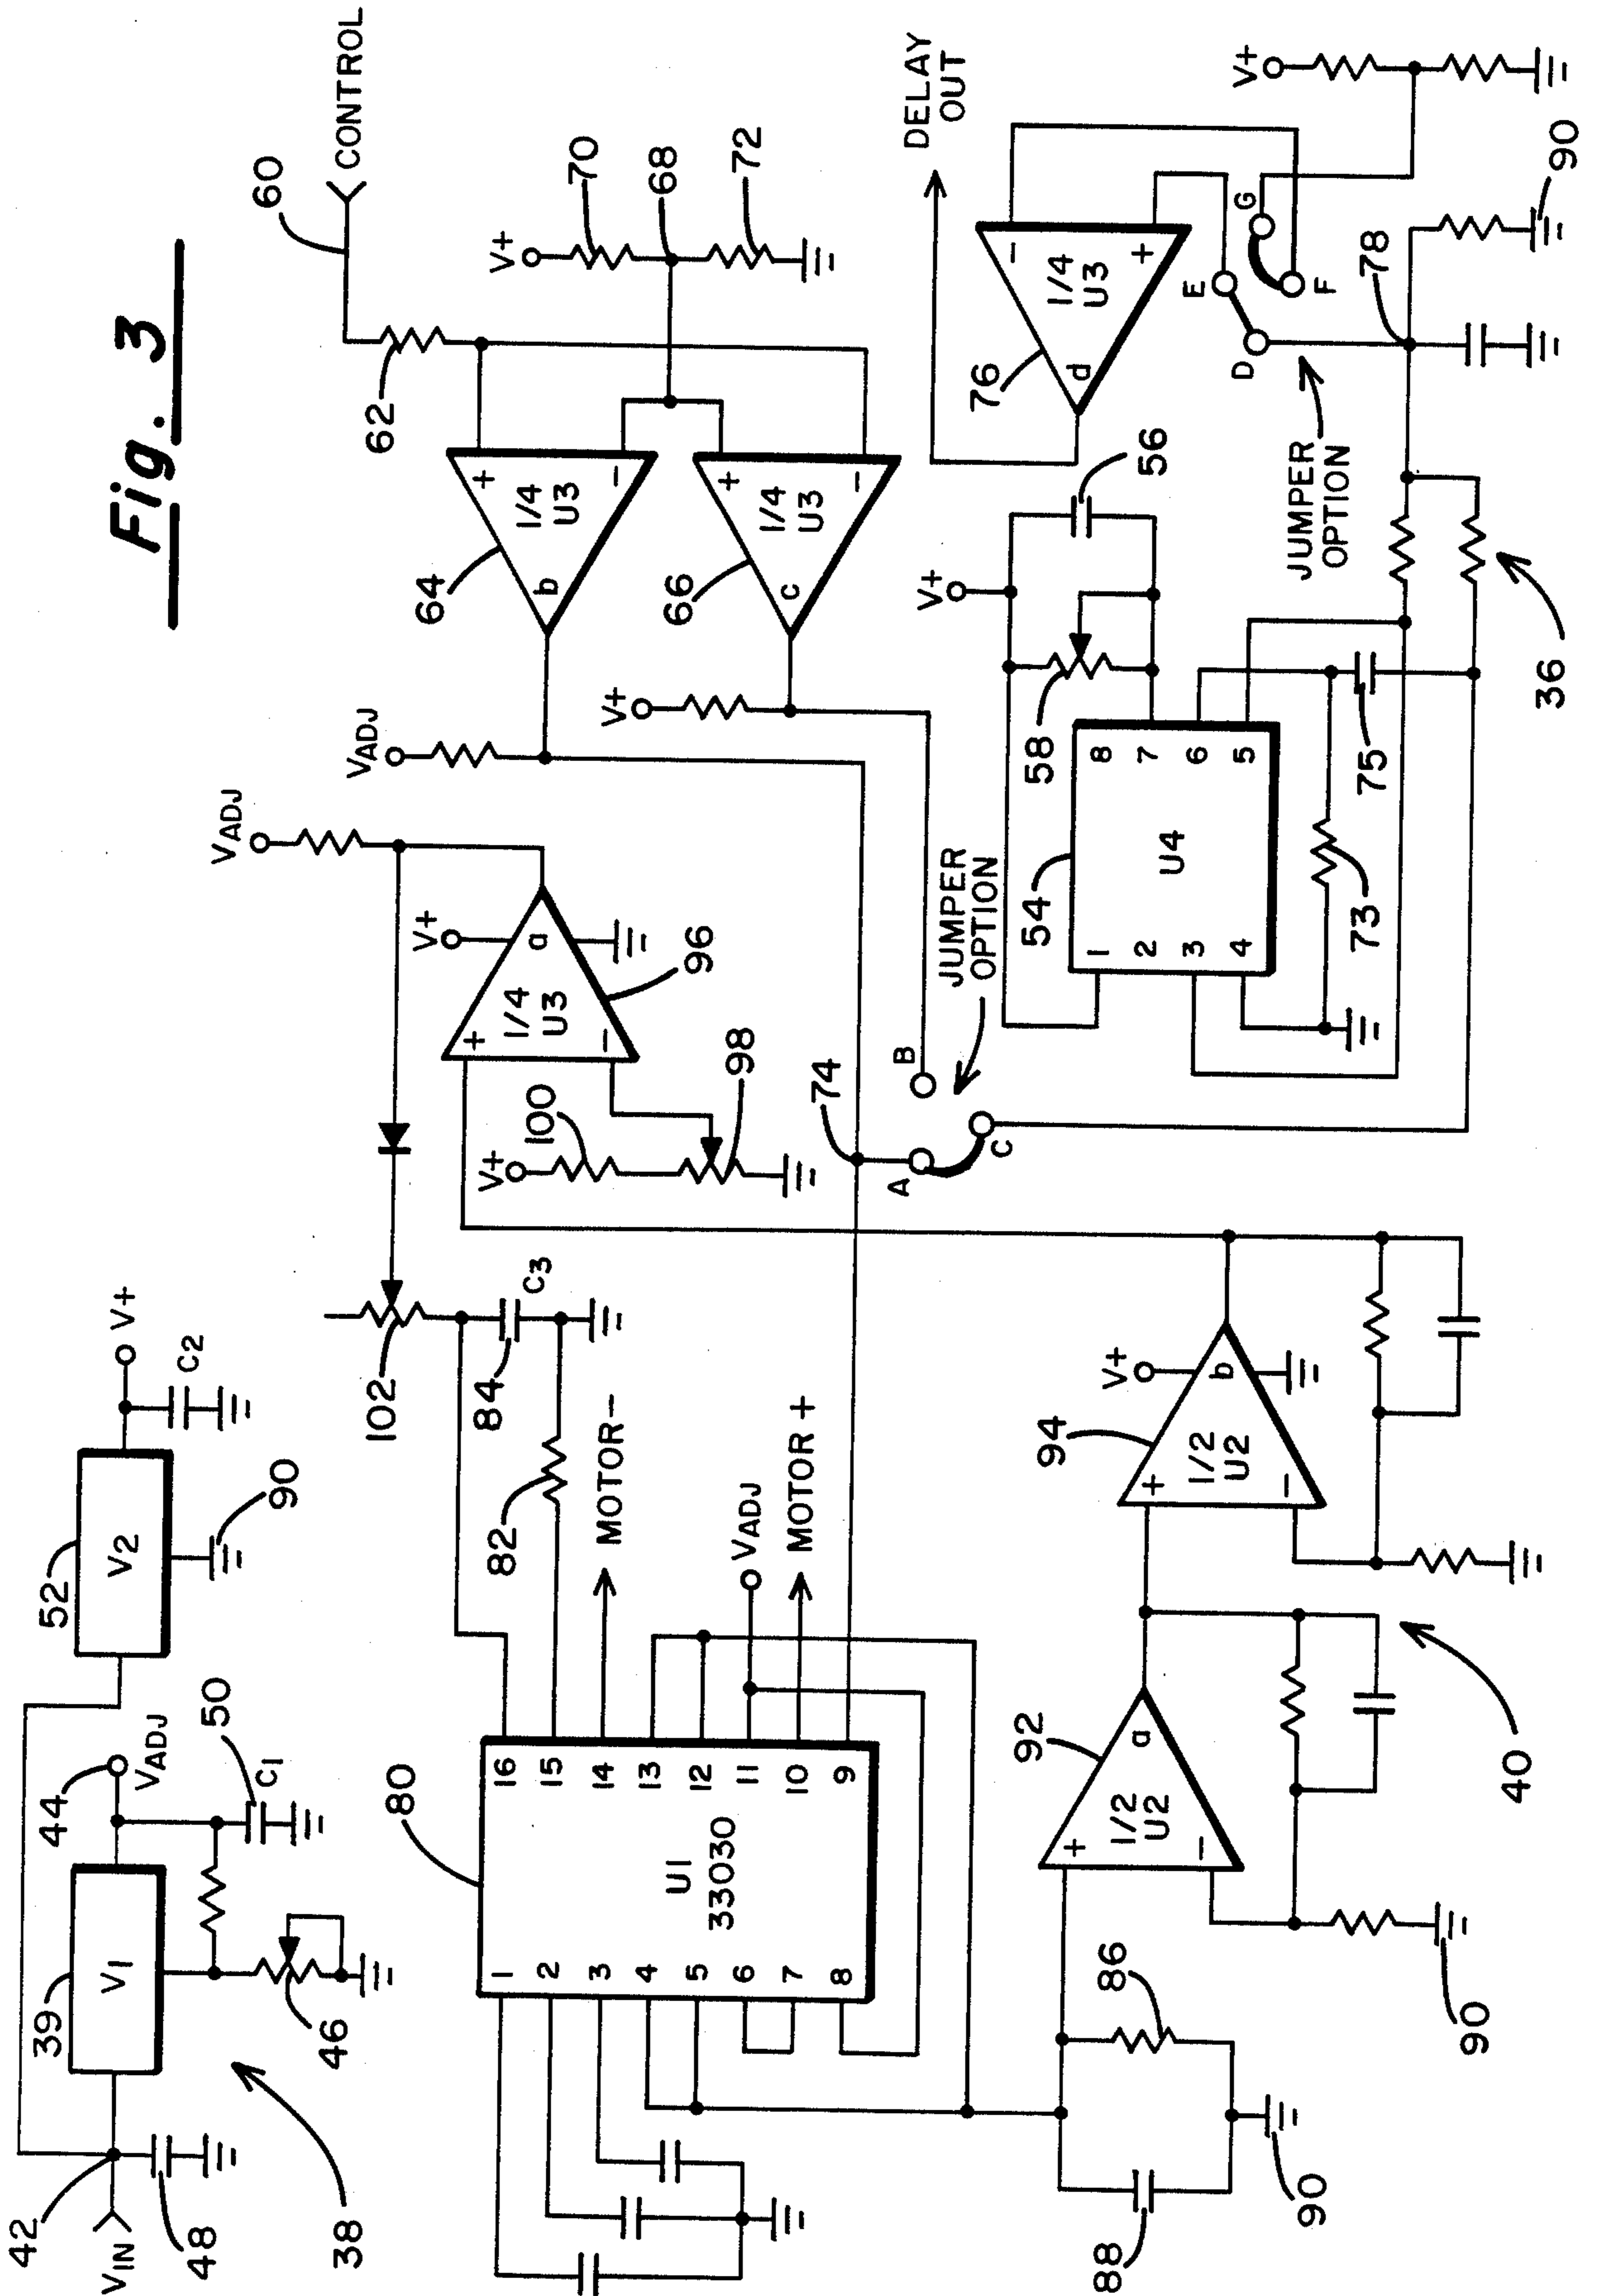 Fig. 3
42
VIN
48
38
39
V1
46
44
VADJ
50
C1
52
V2
90
C2
V+
102
84
C3
82
MOTOR-
VADJ
MOTOR+
80
U1
33030
1
2
3
4
5
6
7
8
16
15
14
13
12
11
10
9
88
86
90
92
+
-
1/2
U2
a
90
40
94
+
-
1/2
U2
b
V+
VADJ
V+
+
-
1/4
U3
a
96
V+
100
98
74
A
B
C
JUMPER
OPTION
60
CONTROL
62
V+
70
68
72
64
+
-
1/4
U3
b
66
+
-
1/4
U3
c
VADJ
V+
54
U4
1
2
3
4
8
7
6
5
V+
58
56
73
75
36
DELAY
OUT
76
-
+
1/4
U3
d
E
D
G
F
JUMPER
OPTION
78
90
V+